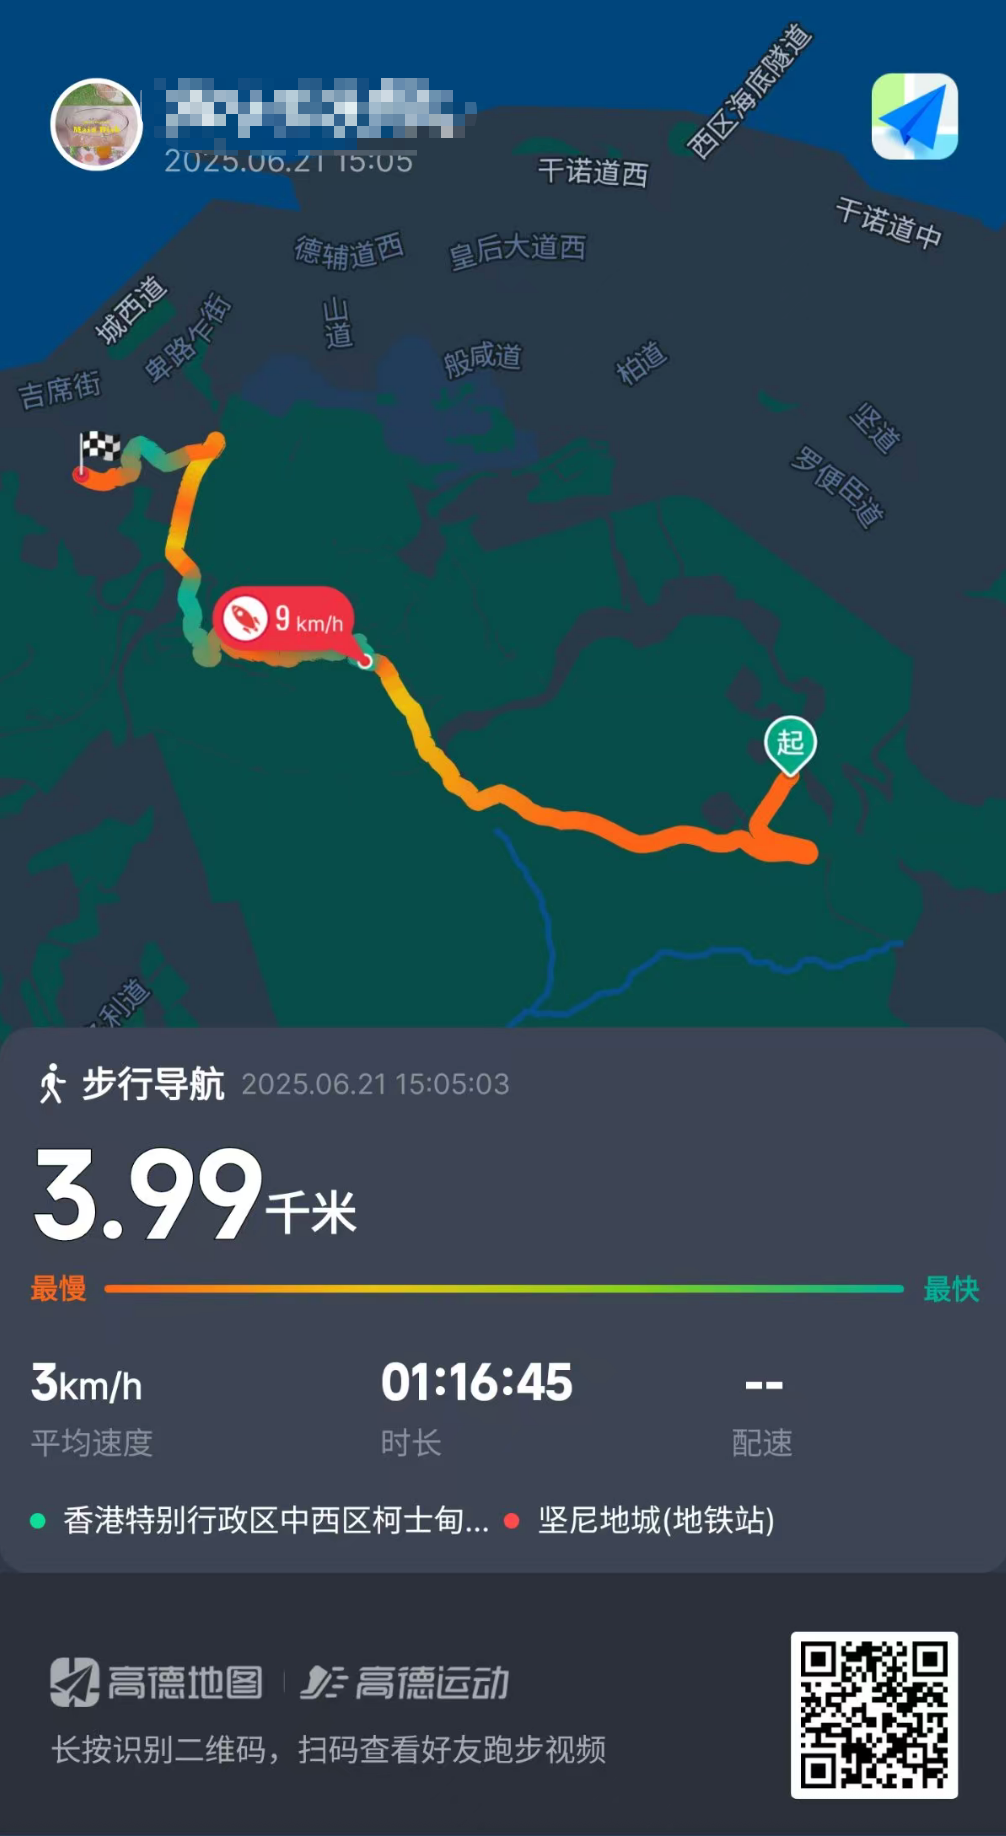 2025.06.21 15:05
西区海底隧道
干诺道西
干诺道中
德辅道西
皇后大道西
城西道
卑路乍街
山道
般咸道
柏道
吉席街
坚道
罗便臣道
9 km/h
起
利道
步行导航 2025.06.21 15:05:03
3.99千米
最慢 最快
3km/h 01:16:45 --
平均速度 时长 配速
香港特别行政区中西区柯士甸... 坚尼地城(地铁站)
高德地图 高德运动
长按识别二维码，扫码查看好友跑步视频